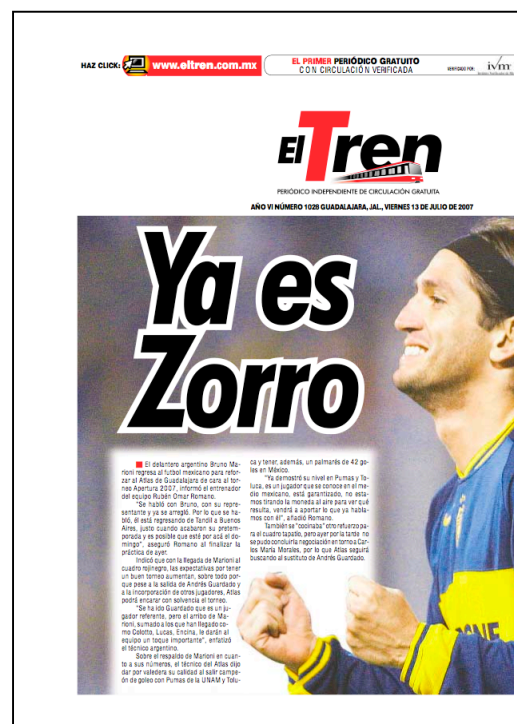 HAZ CLICK: www.eltren.com.mx
EL PRIMER PERIÓDICO GRATUITO
CON CIRCULACIÓN VERIFICADA
VERIFICADO POR: ivm
El Tren
PERIÓDICO INDEPENDIENTE DE CIRCULACIÓN GRATUITA
AÑO VI NÚMERO 1028 GUADALAJARA, JAL., VIERNES 13 DE JULIO DE 2007
Ya es
Zorro
El delantero argentino Bruno Ma-
rioni regresa al futbol mexicano para refor-
zar al Atlas de Guadalajara de cara al tor-
neo Apertura 2007, informó el entrenador
del equipo Rubén Omar Romano.
"Se habló con Bruno, con su repre-
sentante y ya se arregló. Por lo que se ha-
bló, él está regresando de Tandil a Buenos
Aires, justo cuando acabaron su pretem-
porada y es posible que esté por acá el do-
mingo", aseguró Romano al finalizar la
práctica de ayer.
Indicó que con la llegada de Marioni al
cuadro rojinegro, las expectativas por tener
un buen torneo aumentan, sobre todo por-
que pese a la salida de Andrés Guardado y
a la incorporación de otros jugadores, Atlas
podrá encarar con solvencia el torneo.
"Se ha ido Guardado que es un ju-
gador referente, pero el arribo de Ma-
rioni, sumado a los que han llegado co-
mo Colotto, Lucas, Encina, le darán al
equipo un toque importante", enfatizó
el técnico argentino.
Sobre el respaldo de Marioni en cuan-
to a sus números, el técnico del Atlas dijo
dar por valedera su calidad al salir campe-
ón de goleo con Pumas de la UNAM y Tolu-
ca y tener, además, un palmarés de 42 go-
les en México.
"Ya demostró su nivel en Pumas y To-
luca, es un jugador que se conoce en el me-
dio mexicano, está garantizado, no esta-
mos tirando la moneda al aire para ver qué
resulta, vendrá a aportar lo que ya habla-
mos con él", añadió Romano.
También se "cocinaba" otro refuerzo pa-
ra el cuadro tapatío, pero ayer por la tarde no
se pudo concluir la negociación en torno a Car-
los María Morales, por lo que Atlas seguirá
buscando al sustituto de Andrés Guardado.